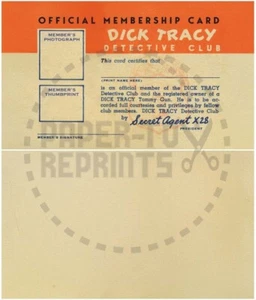 OFFICIAL MEMBERSHIP CARD
MEMBER'S
PHOTOGRAPH
DICK TRACY
DETECTIVE CLUB
This card certifies that
(PRINT NAME HERE)
MEMBER'S
THUMBPRINT
is an official member of the DICK TRACY
Detective Club and the registered owner of a
DICK TRACY Tommy Gun. He is to be ac-
corded full courtesies and privileges by fellow
club members. DICK TRACY Detective Club
by Secret Agent X28
PRESIDENT
MEMBER'S SIGNATURE
PAPER-TOY
REPRINTS